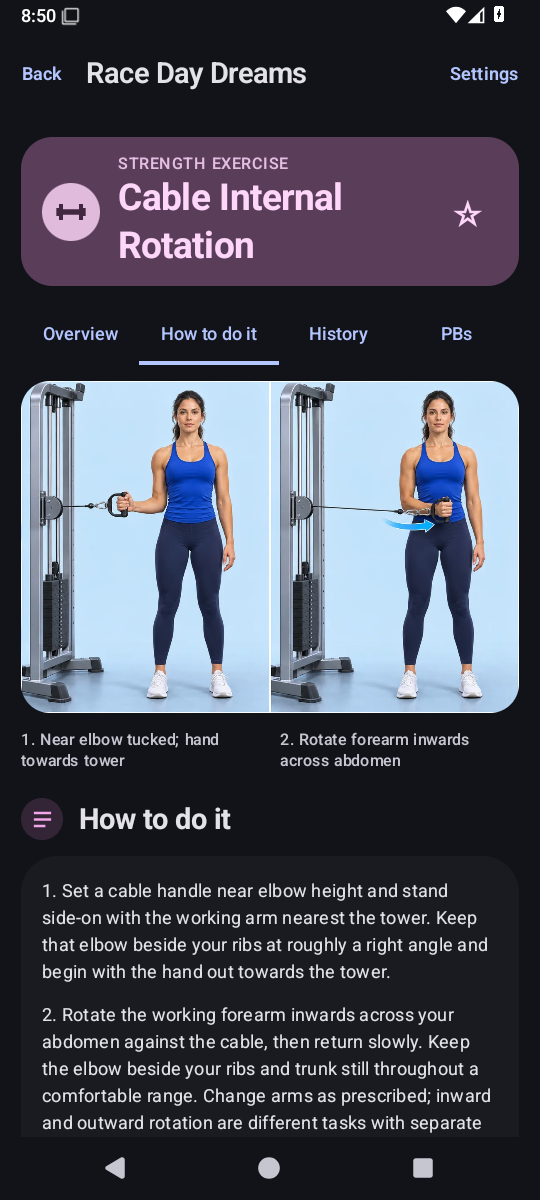 8:50
Back
Race Day Dreams
Settings
STRENGTH EXERCISE
Cable Internal
Rotation
Overview
How to do it
History
PBs
1. Near elbow tucked; hand
towards tower
2. Rotate forearm inwards
across abdomen
How to do it
1. Set a cable handle near elbow height and stand
side-on with the working arm nearest the tower. Keep
that elbow beside your ribs at roughly a right angle and
begin with the hand out towards the tower.
2. Rotate the working forearm inwards across your
abdomen against the cable, then return slowly. Keep
the elbow beside your ribs and trunk still throughout a
comfortable range. Change arms as prescribed; inward
and outward rotation are different tasks with separate